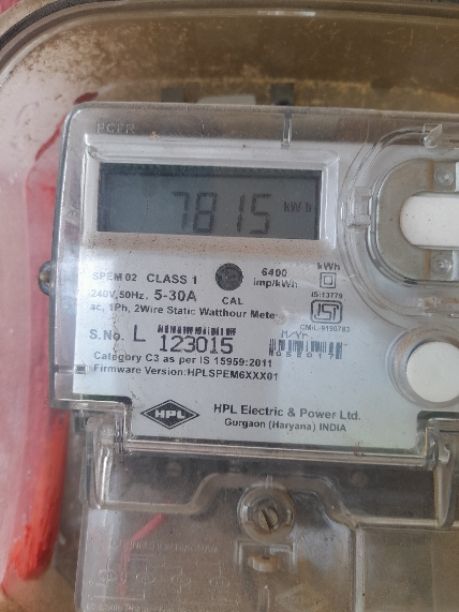 7815 kWh
SPEM 02 CLASS 1
6400 imp/kWh
kWh
240V, 50Hz. 5-30A
CAL
IS:13779
ac, 1Ph, 2Wire Static Watthour Meter
S.No. L 123015
Category C3 as per IS 15959:2011
Firmware Version:HPLSPEM6XXX01
HPL
HPL Electric & Power Ltd.
Gurgaon (Haryana) INDIA